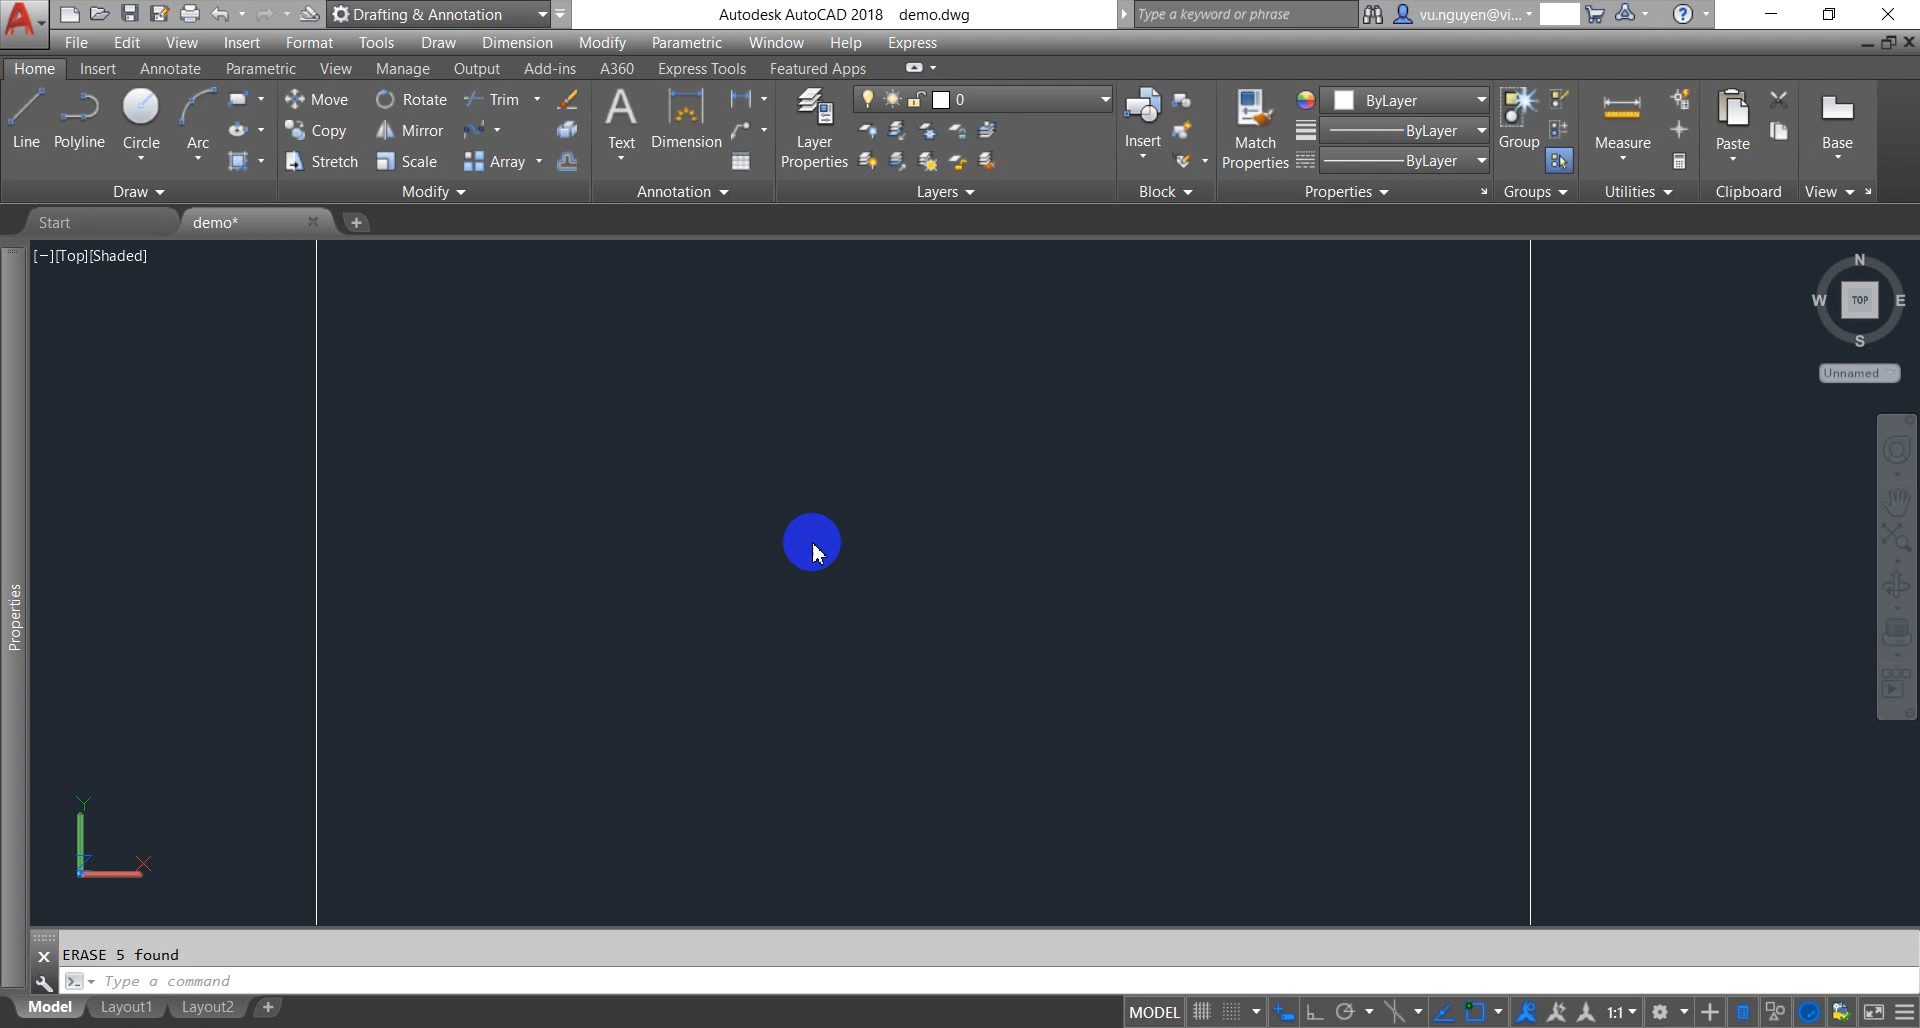 Drafting & Annotation
Autodesk AutoCAD 2018 demo.dwg
Type a keyword or phrase
vu.nguyen@vi...
File Edit View Insert Format Tools Draw Dimension Modify Parametric Window Help Express
Home Insert Annotate Parametric View Manage Output Add-ins A360 Express Tools Featured Apps
Line Polyline Circle Arc
Move Rotate Trim
Copy Mirror
Stretch Scale Array
Text Dimension
Layer Properties
0
Insert
Match Properties
ByLayer
ByLayer
ByLayer
Group
Measure
Paste
Base
Draw Modify Annotation Layers Block Properties Groups Utilities Clipboard View
Start demo*
[−][Top][Shaded]
N
W TOP E
S
Unnamed
Properties
Y
X
Z
ERASE 5 found
Type a command
Model Layout1 Layout2
MODEL 1:1